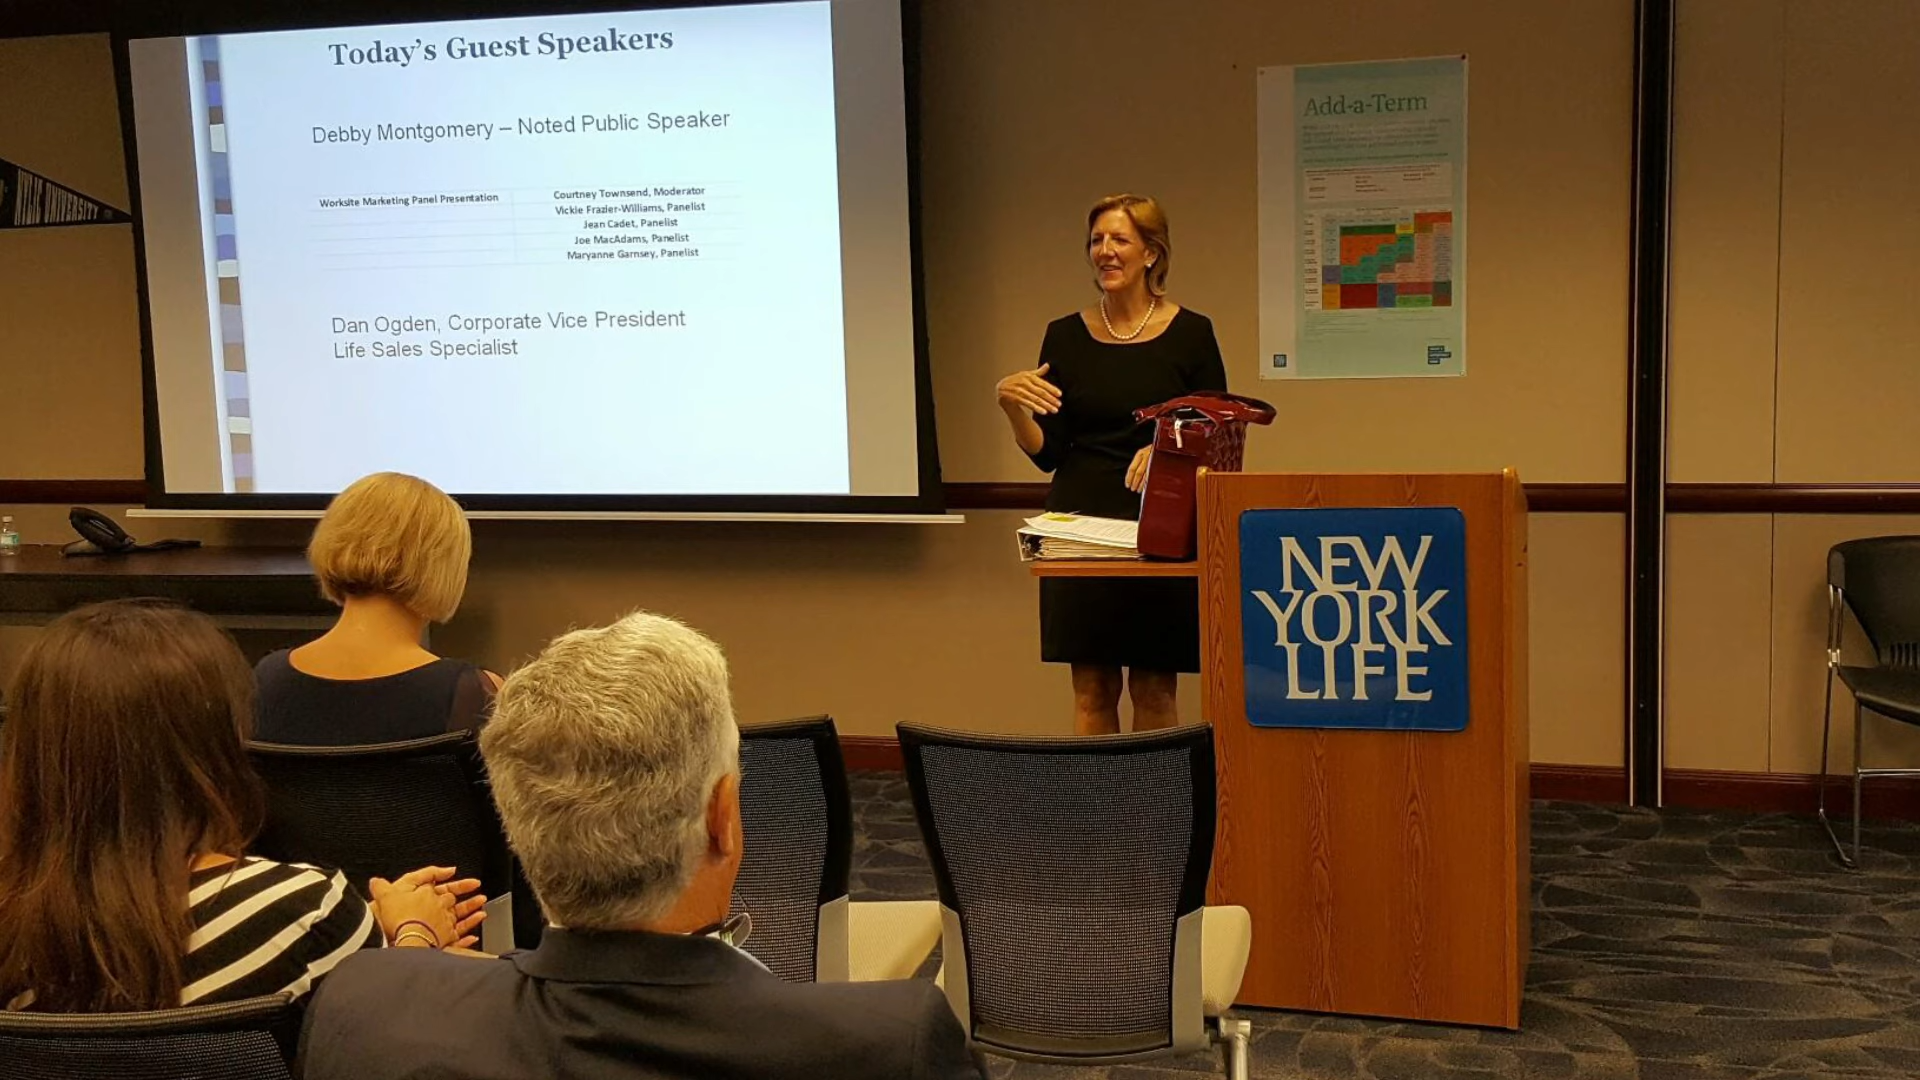 Today's Guest Speakers
Debby Montgomery – Noted Public Speaker
Worksite Marketing Panel Presentation
Courtney Townsend, Moderator
Vickie Frazier-Williams, Panelist
Jean Cadet, Panelist
Joe MacAdams, Panelist
Maryanne Garnsey, Panelist
Dan Ogden, Corporate Vice President
Life Sales Specialist
NYLIC UNIVERSITY
Add-a-Term
NEW
YORK
LIFE